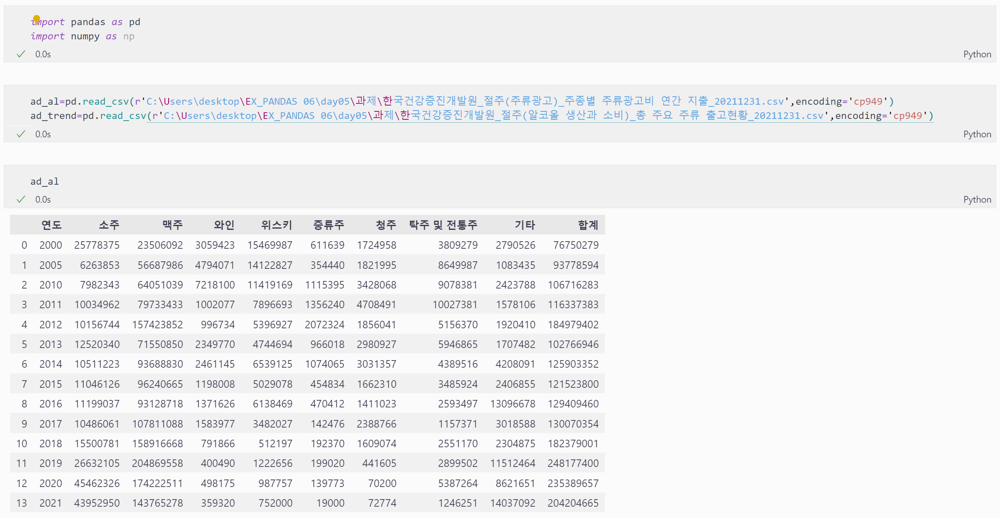 import pandas as pd
import numpy as np
0.0s
Python
ad_al=pd.read_csv(r'C:\Users\desktop\EX_PANDAS 06\day05\과제\한국건강증진개발원_절주(주류광고)_주종별 주류광고비 연간 지출_20211231.csv',encoding='cp949')
ad_trend=pd.read_csv(r'C:\Users\desktop\EX_PANDAS 06\day05\과제\한국건강증진개발원_절주(알코올 생산과 소비)_총 주요 주류 출고현황_20211231.csv',encoding='cp949')
0.0s
Python
ad_al
0.0s
Python
연도 소주 맥주 와인 위스키 증류주 청주 탁주 및 전통주 기타 합계
0 2000 25778375 23506092 3059423 15469987 611639 1724958 3809279 2790526 76750279
1 2005 6263853 56687986 4794071 14122827 354440 1821995 8649987 1083435 93778594
2 2010 7982343 64051039 7218100 11419169 1115395 3428068 9078381 2423788 106716283
3 2011 10034962 79733433 1002077 7896693 1356240 4708491 10027381 1578106 116337383
4 2012 10156744 157423852 996734 5396927 2072324 1856041 5156370 1920410 184979402
5 2013 12520340 71550850 2349770 4744694 966018 2980927 5946865 1707482 102766946
6 2014 10511223 93688830 2461145 6539125 1074065 3031357 4389516 4208091 125903352
7 2015 11046126 96240665 1198008 5029078 454834 1662310 3485924 2406855 121523800
8 2016 11199037 93128718 1371626 6138469 470412 1411023 2593497 13096678 129409460
9 2017 10486061 107811088 1583977 3482027 142476 2388766 1157371 3018588 130070354
10 2018 15500781 158916668 791866 512197 192370 1609074 2551170 2304875 182379001
11 2019 26632105 204869558 400490 1222656 199020 441605 2899502 11512464 248177400
12 2020 45462326 174222511 498175 987757 139773 70200 5387264 8621651 235389657
13 2021 43952950 143765278 359320 752000 19000 72774 1246251 14037092 204204665